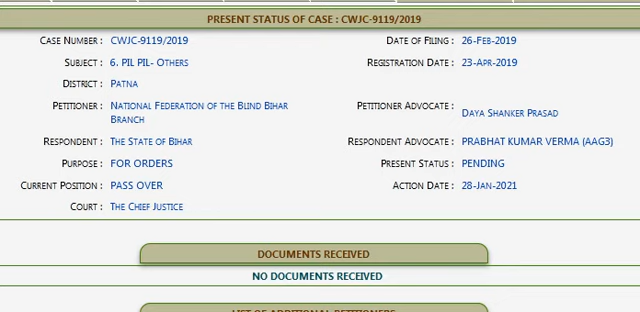 PRESENT STATUS OF CASE : CWJC-9119/2019
CASE NUMBER : CWJC-9119/2019 DATE OF FILING : 26-FEB-2019
SUBJECT : 6. PIL PIL- OTHERS REGISTRATION DATE : 23-APR-2019
DISTRICT : PATNA
PETITIONER : NATIONAL FEDERATION OF THE BLIND BIHAR BRANCH PETITIONER ADVOCATE : DAYA SHANKER PRASAD
RESPONDENT : THE STATE OF BIHAR RESPONDENT ADVOCATE : PRABHAT KUMAR VERMA (AAG3)
PURPOSE : FOR ORDERS PRESENT STATUS : PENDING
CURRENT POSITION : PASS OVER ACTION DATE : 28-JAN-2021
COURT : THE CHIEF JUSTICE
DOCUMENTS RECEIVED
NO DOCUMENTS RECEIVED
LIST OF ADDITIONAL PETITIONERS